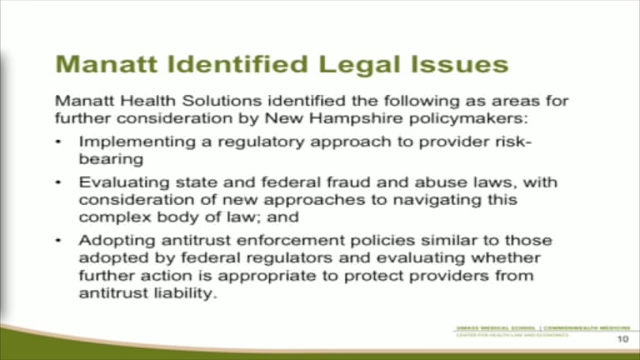 Manatt Identified Legal Issues
Manatt Health Solutions identified the following as areas for
further consideration by New Hampshire policymakers:
• Implementing a regulatory approach to provider risk-
bearing
• Evaluating state and federal fraud and abuse laws, with
consideration of new approaches to navigating this
complex body of law; and
• Adopting antitrust enforcement policies similar to those
adopted by federal regulators and evaluating whether
further action is appropriate to protect providers from
antitrust liability.
UMASS MEDICAL SCHOOL | COMMONWEALTH MEDICINE
CENTER FOR HEALTH LAW AND ECONOMICS
10